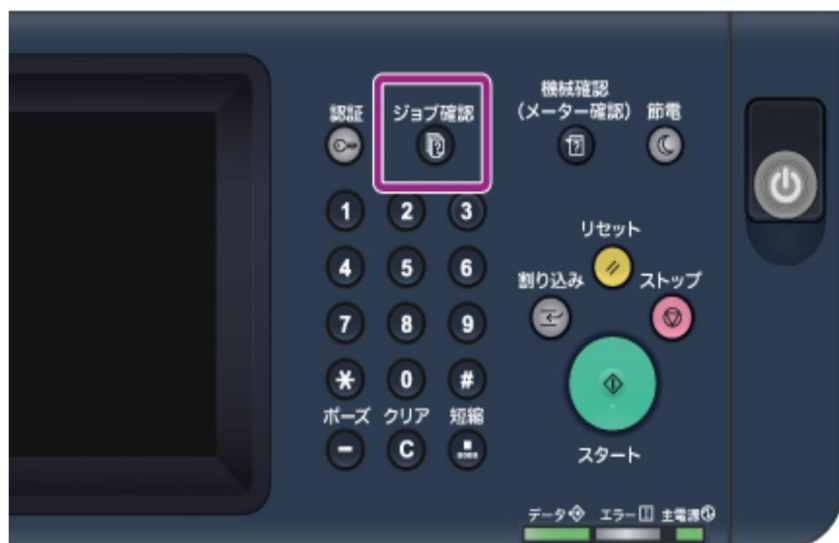 機械確認
認証 ジョブ確認 (メーター確認) 節電
1 2 3
リセット
4 5 6
割り込み ストップ
7 8 9
* 0 #
ポーズ クリア 短縮
- C
スタート
データ エラー 主電源